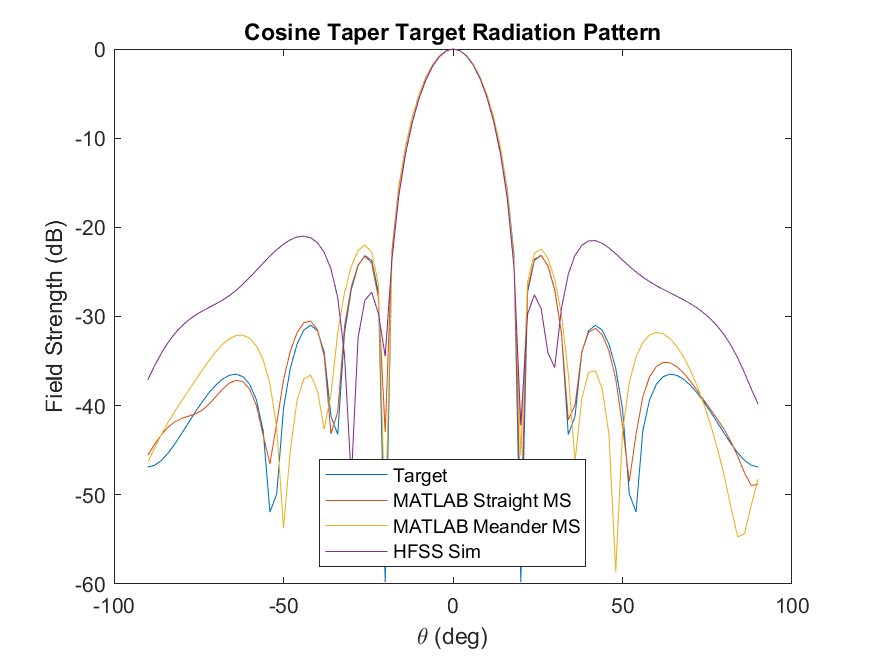 Cosine Taper Target Radiation Pattern
0
-10
-20
-30
-40
-50
-60
Field Strength (dB)
Target
MATLAB Straight MS
MATLAB Meander MS
HFSS Sim
-100
-50
0
50
100
θ (deg)